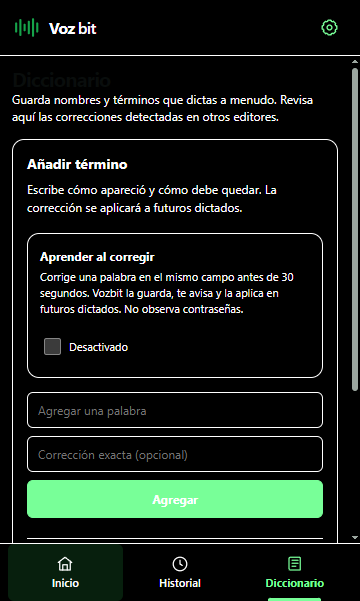 Voz bit
Diccionario
Guarda nombres y términos que dictas a menudo. Revisa
aquí las correcciones detectadas en otros editores.
Añadir término
Escribe cómo apareció y cómo debe quedar. La
corrección se aplicará a futuros dictados.
Aprender al corregir
Corrige una palabra en el mismo campo antes de 30
segundos. Vozbit la guarda, te avisa y la aplica en
futuros dictados. No observa contraseñas.
Desactivado
Agregar una palabra
Corrección exacta (opcional)
Agregar
Inicio
Historial
Diccionario